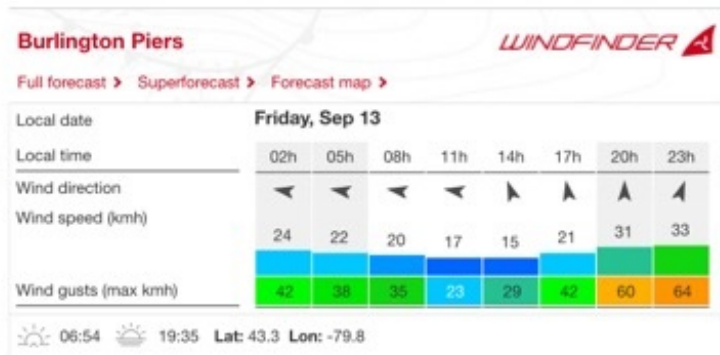 Burlington Piers WINDFINDER
Full forecast > Superforecast > Forecast map >
Local date Friday, Sep 13
Local time 02h 05h 08h 11h 14h 17h 20h 23h
Wind direction
Wind speed (kmh)
24 22 20 17 15 21 31 33
Wind gusts (max kmh) 42 38 35 23 29 42 60 64
06:54 19:35 Lat: 43.3 Lon: -79.8